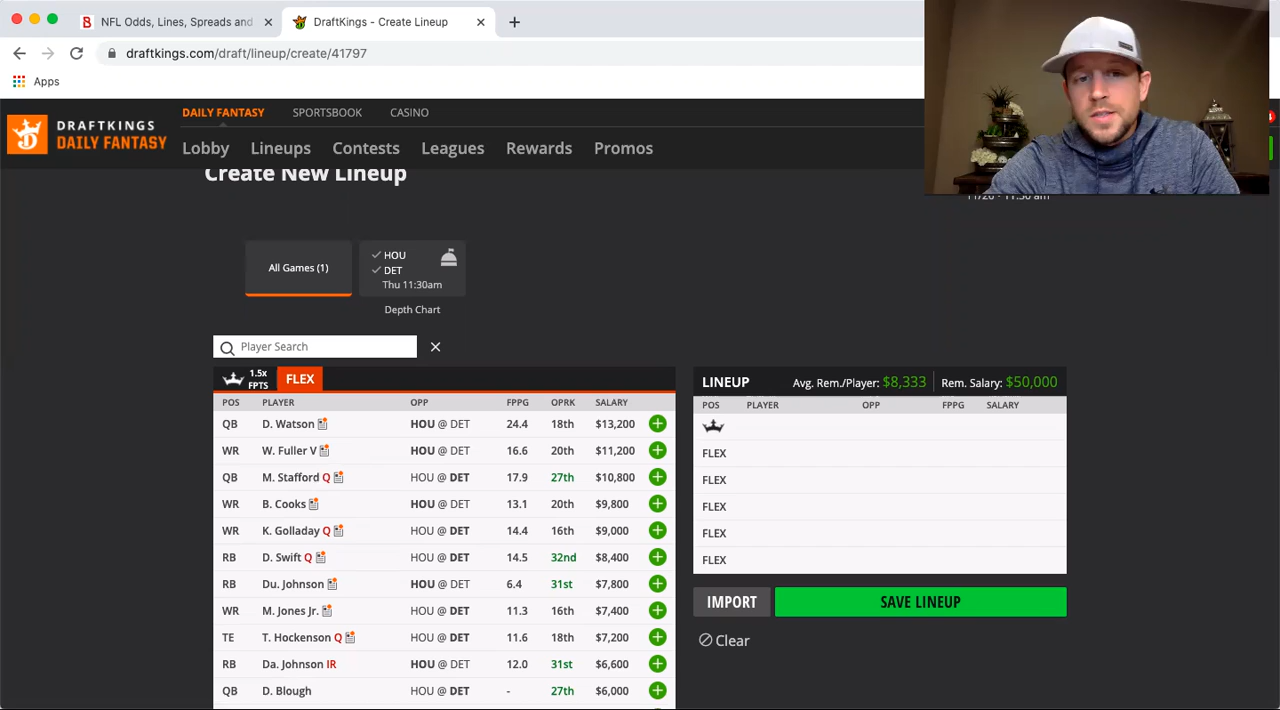 NFL Odds, Lines, Spreads and
DraftKings - Create Lineup
draftkings.com/draft/lineup/create/41797
Apps
DRAFTKINGS
DAILY FANTASY
DAILY FANTASY SPORTSBOOK CASINO
Lobby Lineups Contests Leagues Rewards Promos
Create New Lineup
11/26 • 11:30 am
All Games (1)
HOU
DET
Thu 11:30am
Depth Chart
Player Search
1.5x
FPTS
FLEX
POS PLAYER OPP FPPG OPRK SALARY
QB D. Watson HOU @ DET 24.4 18th $13,200
WR W. Fuller V HOU @ DET 16.6 20th $11,200
QB M. Stafford Q HOU @ DET 17.9 27th $10,800
WR B. Cooks HOU @ DET 13.1 20th $9,800
WR K. Golladay Q HOU @ DET 14.4 16th $9,000
RB D. Swift Q HOU @ DET 14.5 32nd $8,400
RB Du. Johnson HOU @ DET 6.4 31st $7,800
WR M. Jones Jr. HOU @ DET 11.3 16th $7,400
TE T. Hockenson Q HOU @ DET 11.6 18th $7,200
RB Da. Johnson IR HOU @ DET 12.0 31st $6,600
QB D. Blough HOU @ DET - 27th $6,000
LINEUP Avg. Rem./Player: $8,333 Rem. Salary: $50,000
POS PLAYER OPP FPPG SALARY
FLEX
FLEX
FLEX
FLEX
FLEX
IMPORT
SAVE LINEUP
Clear